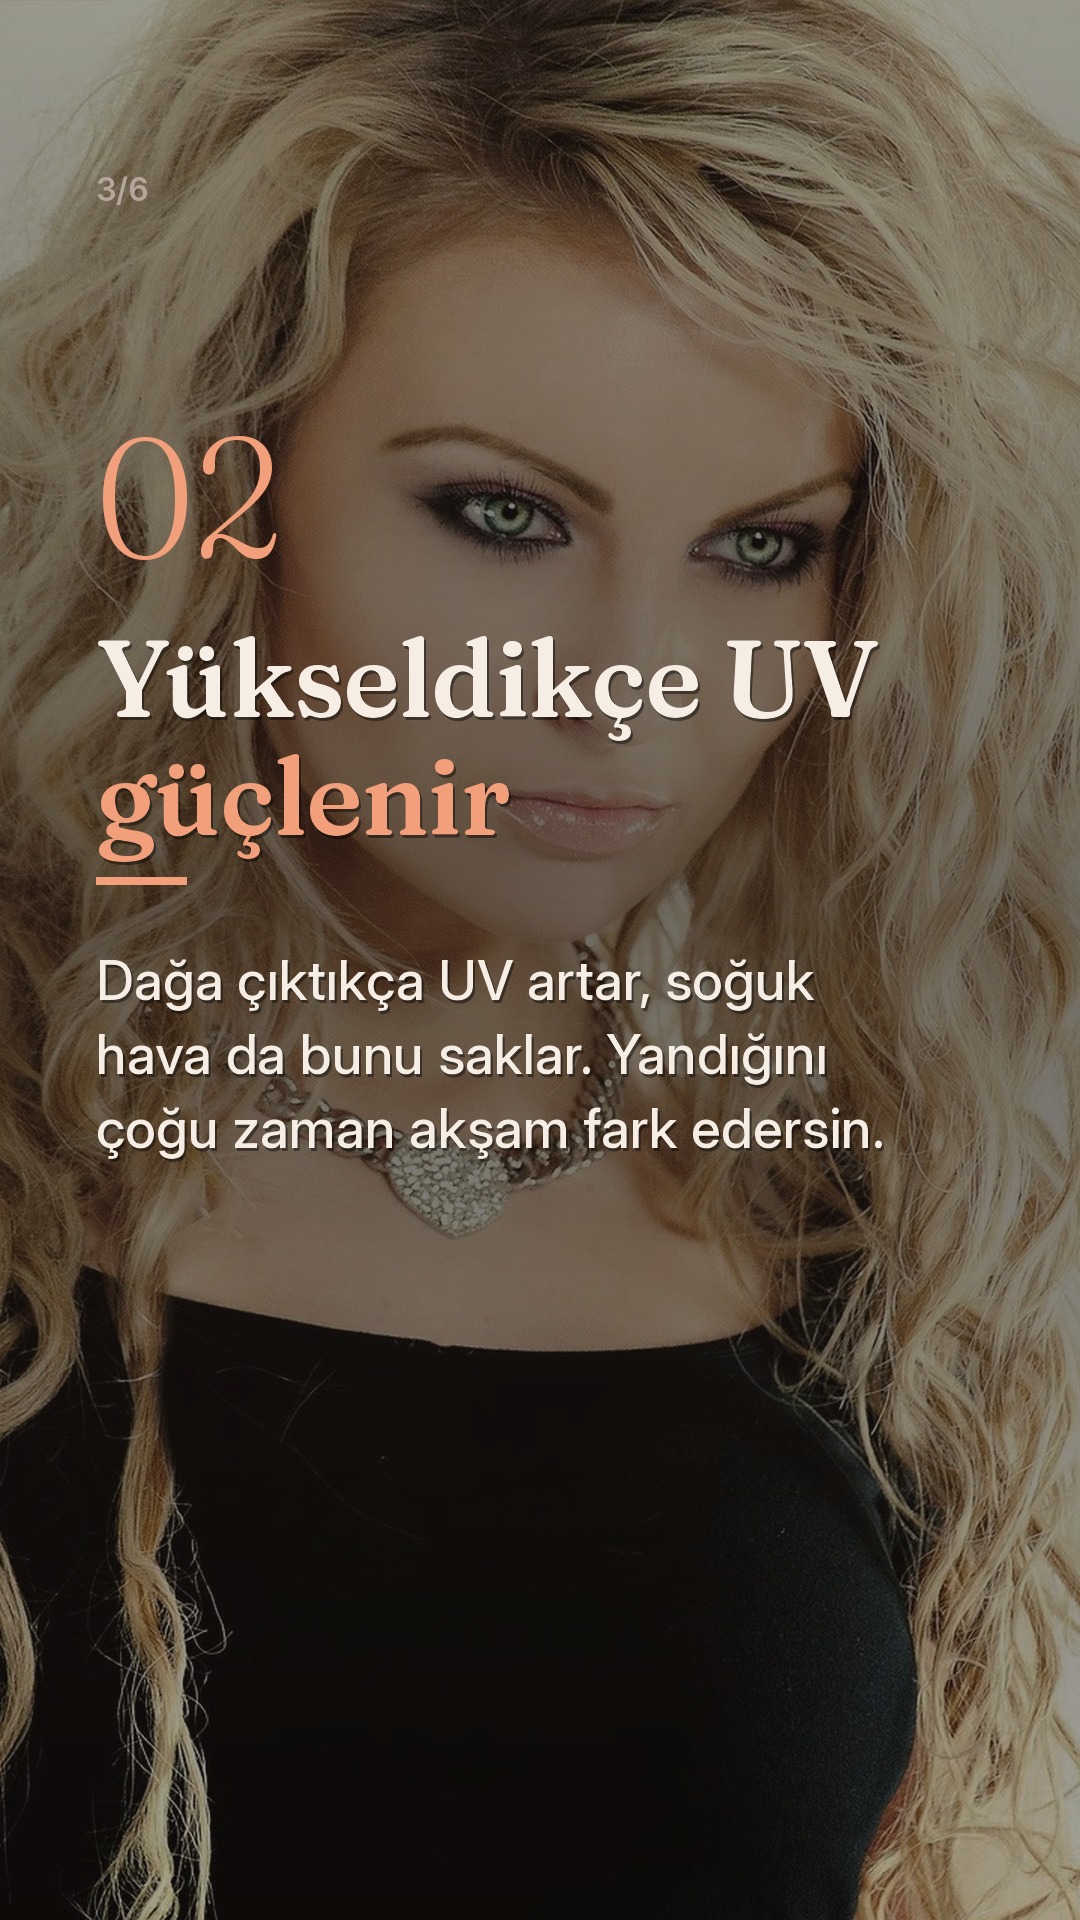 3/6
02
Yükseldikçe UV
güçlenir
Dağa çıktıkça UV artar, soğuk
hava da bunu saklar. Yandığını
çoğu zaman akşam fark edersin.